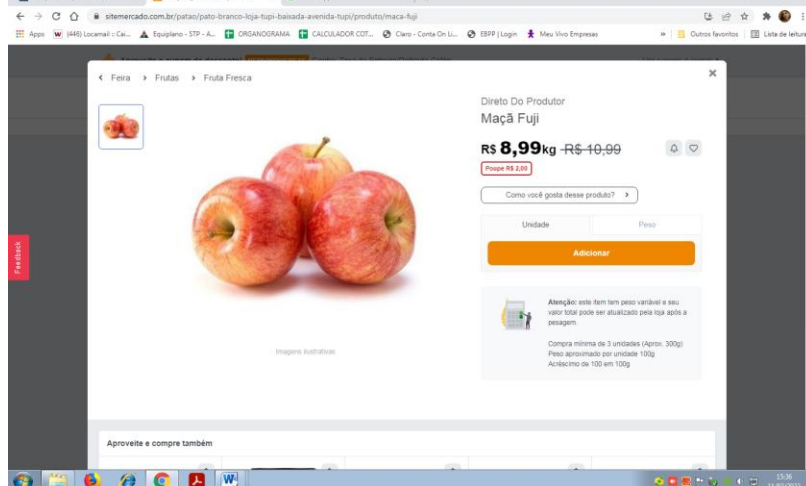 sitemercado.com.br/patao/pato-branco-loja-tupi-baixada-avenida-tupi/produto/maca-fuji
Apps
(446) Locamail :: Cai...
Equiplano - STP - A...
ORGANOGRAMA
CALCULADOR COT...
Claro - Conta On Li...
EBPP | Login
Meu Vivo Empresas
»
Outros favoritos
Lista de leitura
Feira > Frutas > Fruta Fresca
Direto Do Produtor
Maçã Fuji
R$ 8,99kg R$ 10,99
Poupe R$ 2,00
Como você gosta desse produto? >
Unidade
Peso
Adicionar
Feedback
Atenção: este item tem peso variável e seu
valor total pode ser atualizado pela loja após a
pesagem.
Compra mínima de 3 unidades (Aprox. 300g)
Peso aproximado por unidade 100g
Acréscimo de 100 em 100g
Imagens ilustrativas
Aproveite e compre também
15:36